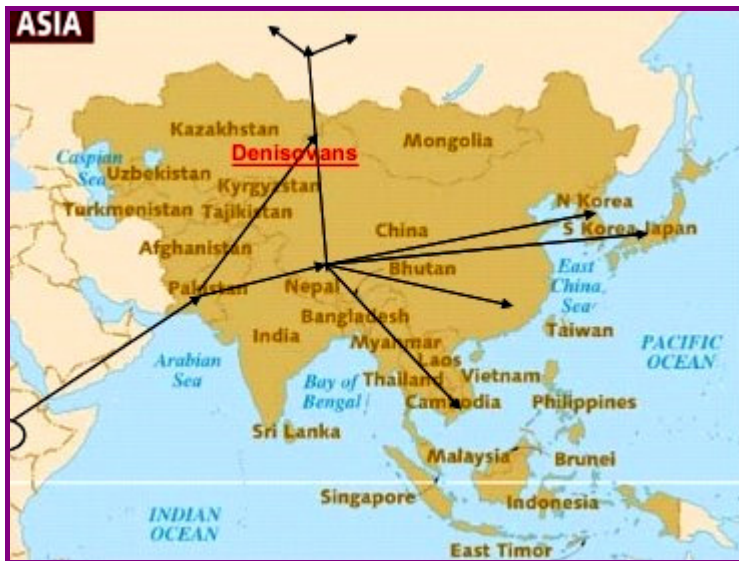 ASIA
Kazakhstan
Mongolia
Denisovans
Caspian
Sea
Uzbekistan
Kyrgyzstan
Turkmenistan
Tajikistan
N Korea
China
S Korea
Japan
Afghanistan
Bhutan
East
China
Sea
Pakistan
Nepal
Bangladesh
Taiwan
India
Myanmar
PACIFIC
OCEAN
Arabian
Sea
Laos
Bay of
Bengal
Thailand
Vietnam
Cambodia
Philippines
Sri Lanka
Malaysia
Brunei
Singapore
Indonesia
INDIAN
OCEAN
East Timor